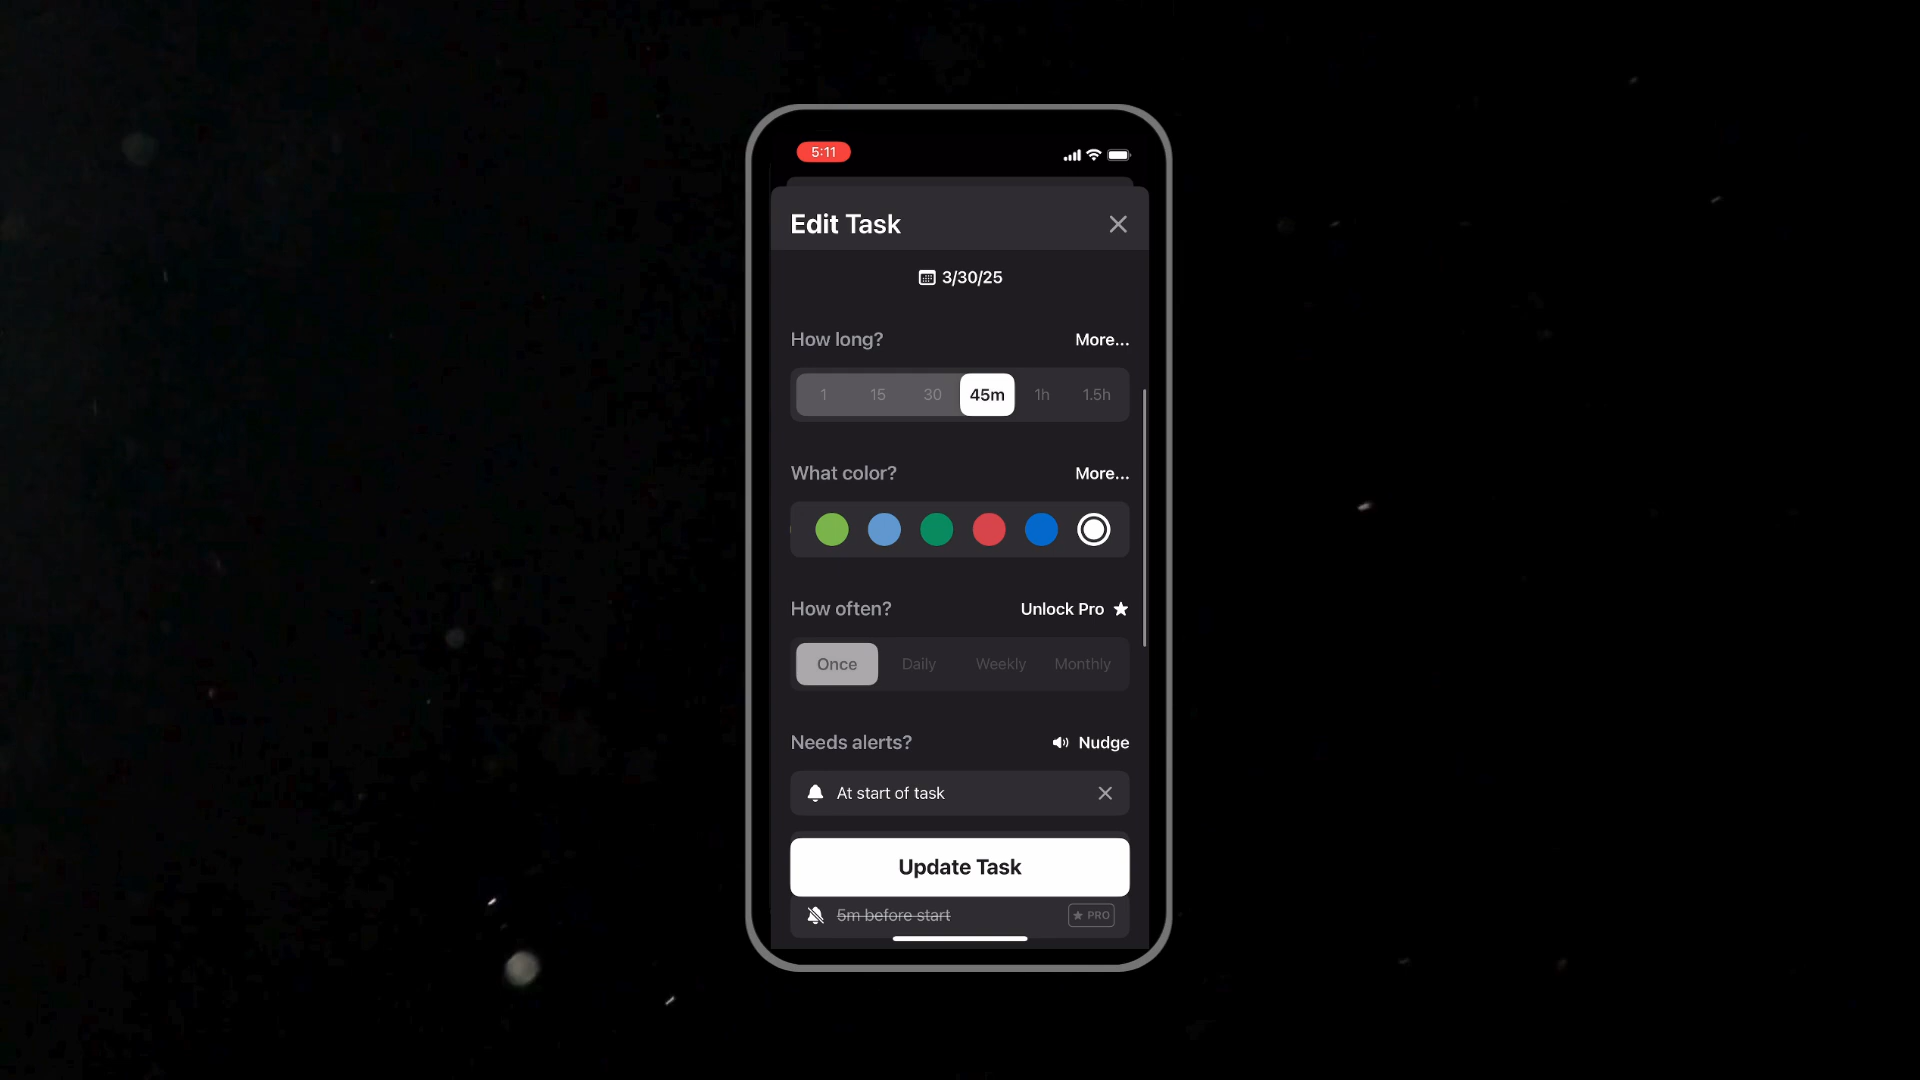 5:11
Edit Task
3/30/25
How long? More...
1 15 30 45m 1h 1.5h
What color? More...
How often? Unlock Pro
Once Daily Weekly Monthly
Needs alerts? Nudge
At start of task
Update Task
5m before start PRO